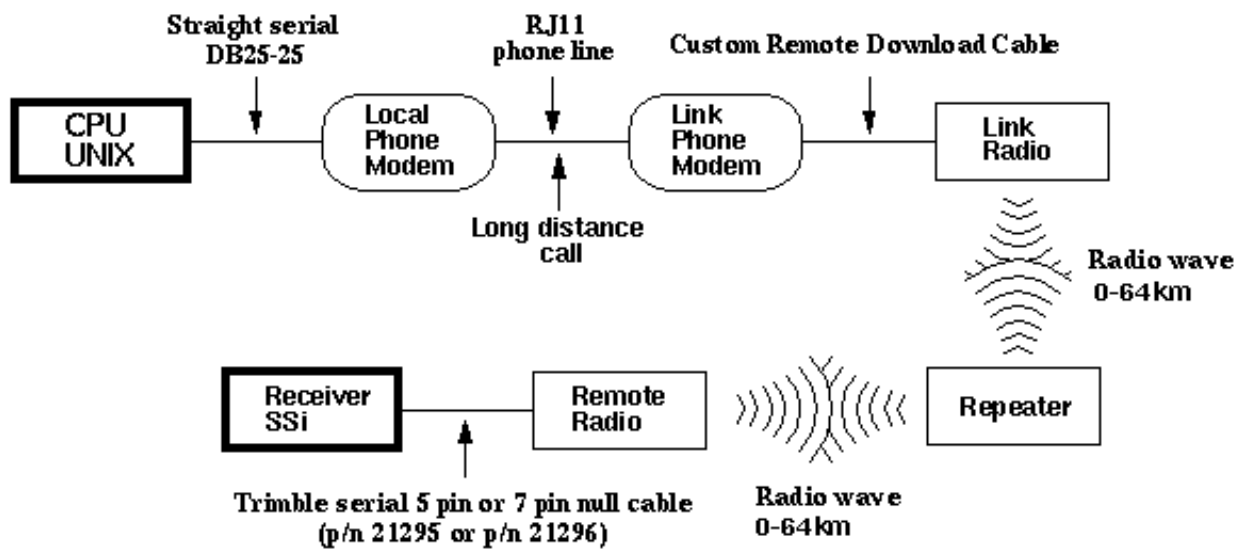 Straight serial
DB25-25
RJ11
phone line
Custom Remote Download Cable
CPU
UNIX
Local
Phone
Modem
Link
Phone
Modem
Link
Radio
Long distance
call
Radio wave
0-64km
Receiver
SSi
Remote
Radio
Repeater
Trimble serial 5 pin or 7 pin null cable
(p/n 21295 or p/n 21296)
Radio wave
0-64km